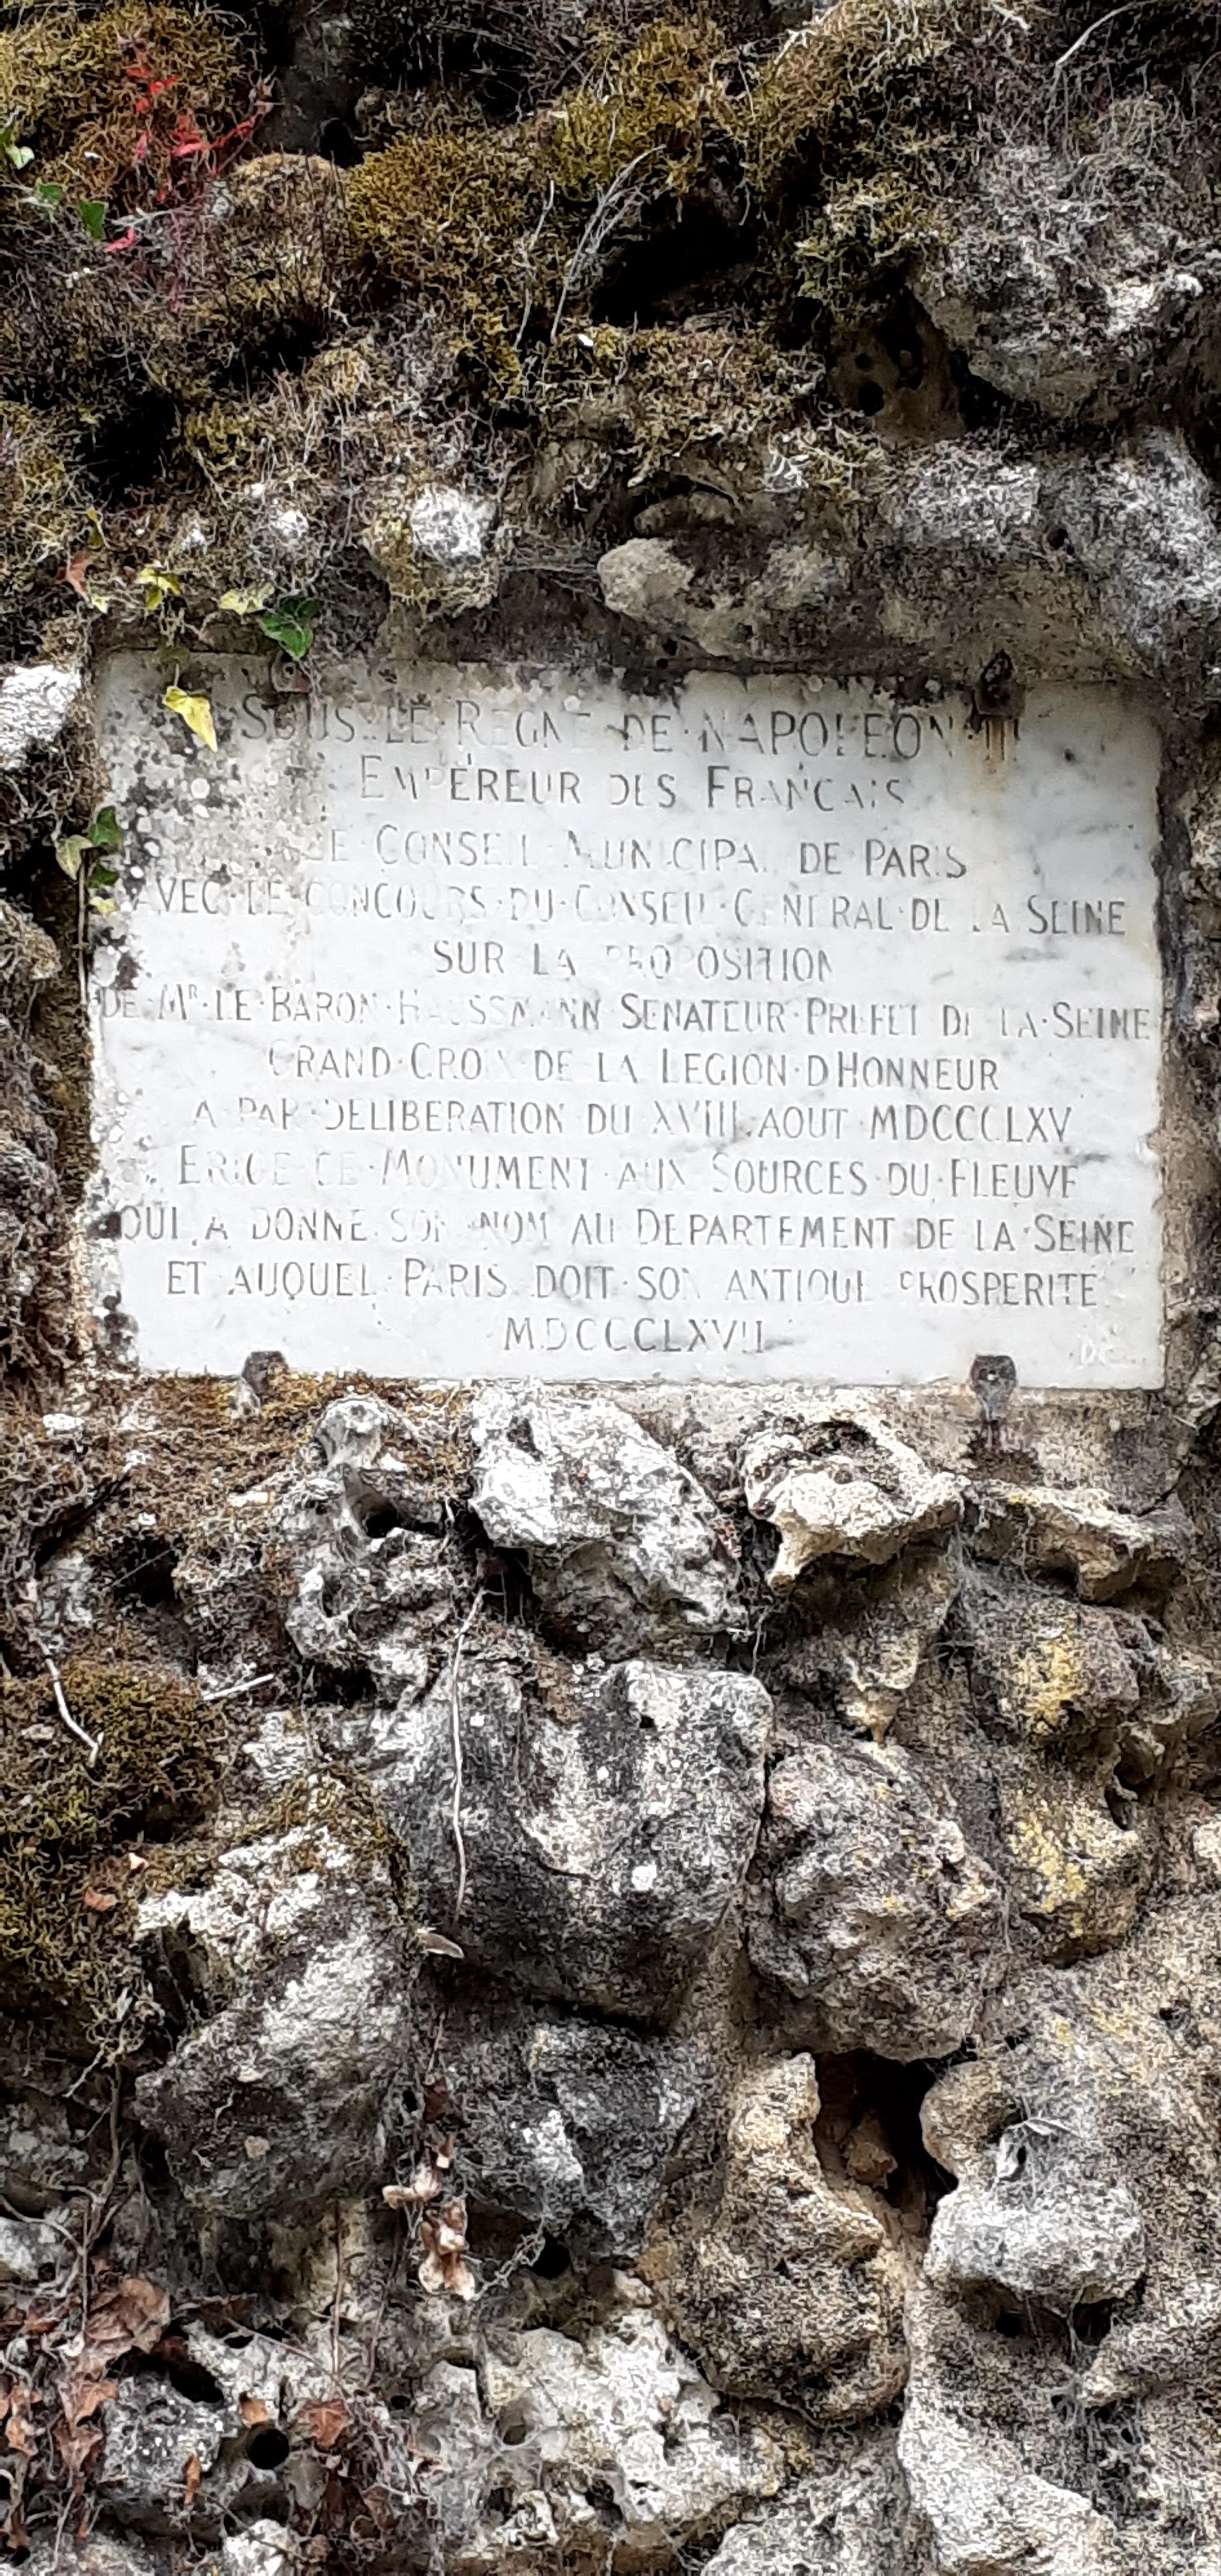 SOUS · LE · REGNE · DE · NAPOLEON · III
EMPEREUR DES FRANCAIS
LE · CONSEIL · MUNICIPAL DE · PARIS
AVEC · LE · CONCOURS · DU · CONSEIL · GENERAL · DE LA SEINE
SUR · LA PROPOSITION
DE · MR · LE · BARON · HAUSSMANN SENATEUR · PREFET DE LA · SEINE
GRAND · CROIX DE · LA LEGION · D HONNEUR
A PAR DELIBERATION DU XVIII AOUT MDCCCLXV
ERIGE CE · MONUMENT · AUX SOURCES · DU · FLEUVE
QUI A DONNE SON NOM AU DEPARTEMENT DE LA · SEINE
ET AUQUEL · PARIS DOIT · SON ANTIQUE PROSPERITE
MDCCCLXVII